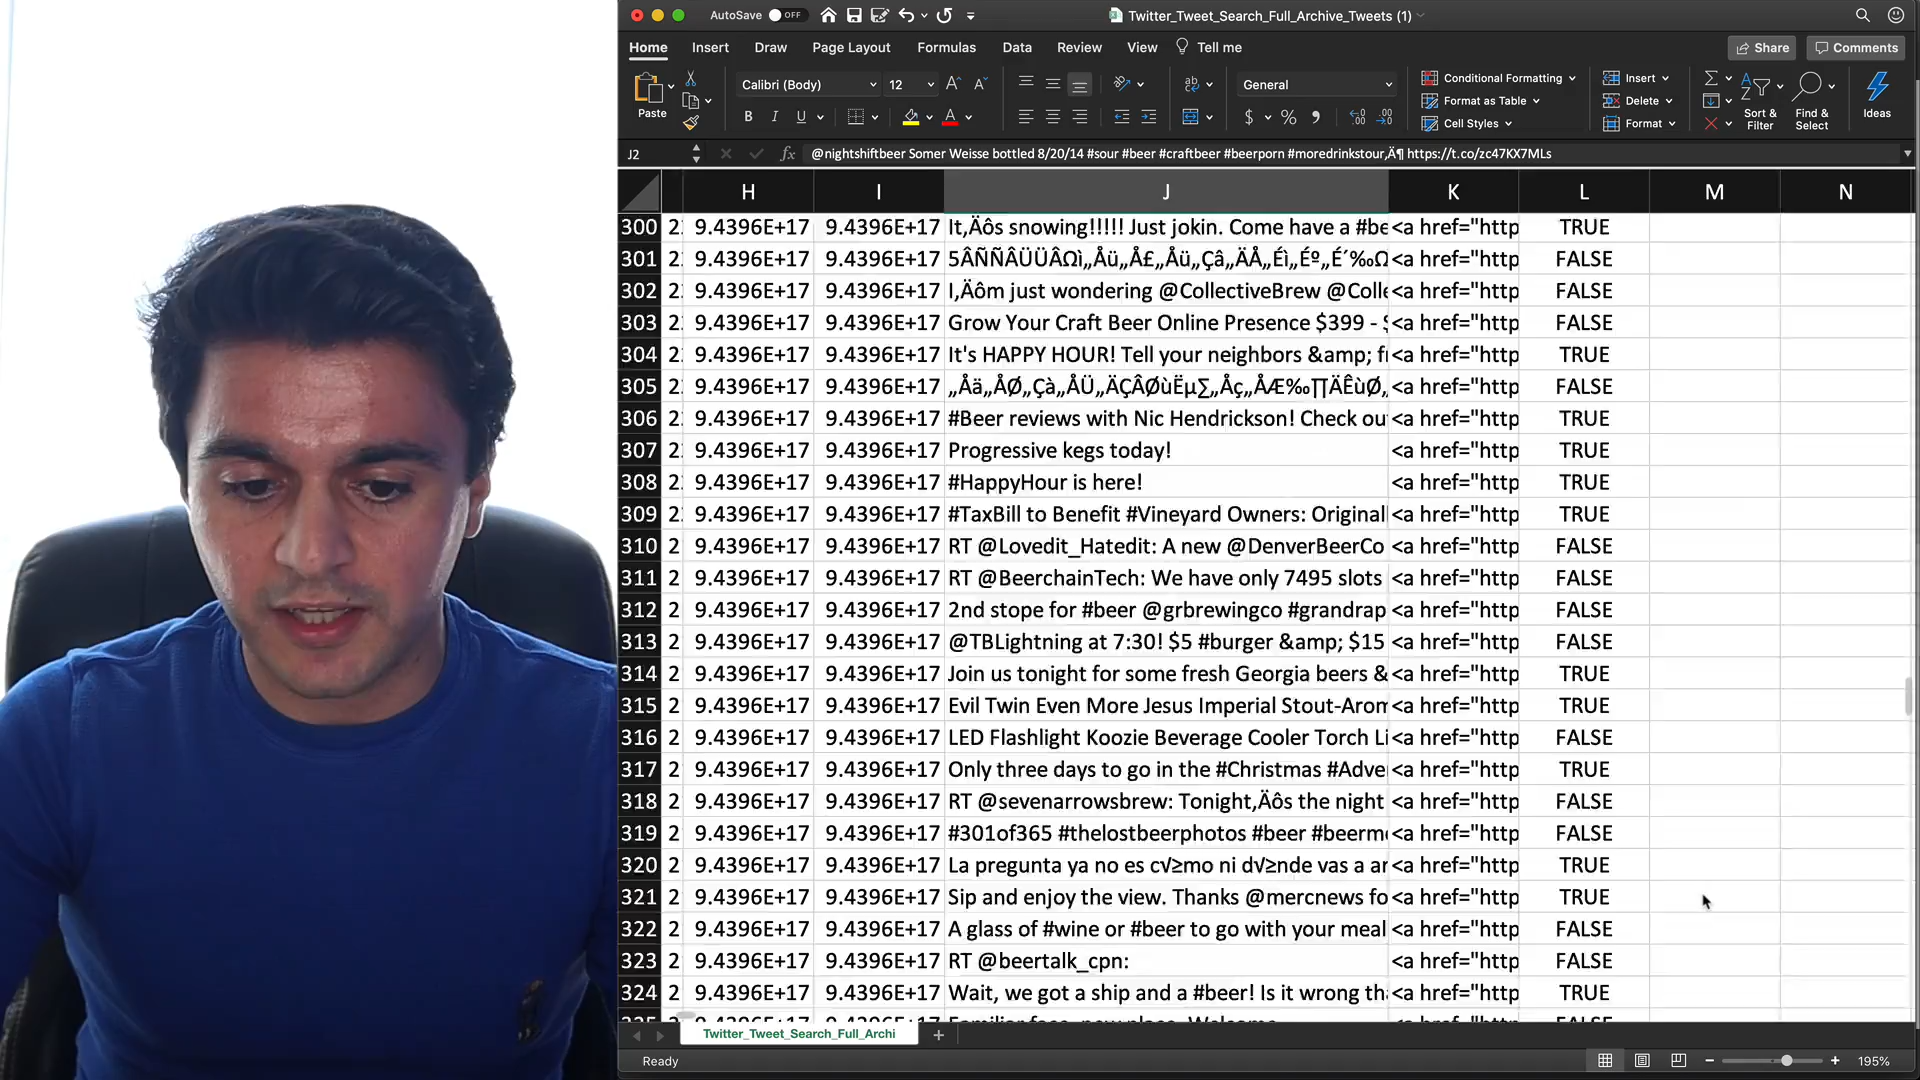 AutoSave OFF Twitter_Tweet_Search_Full_Archive_Tweets (1)
Home Insert Draw Page Layout Formulas Data Review View Tell me Share Comments
Paste Calibri (Body) 12 A^ A General Conditional Formatting Format as Table Cell Styles Insert Delete Format Sort & Filter Find & Select Ideas
B I U A $ % ,
J2 fx @nightshiftbeer Somer Weisse bottled 8/20/14 #sour #beer #craftbeer #beerporn #moredrinkstour‚Ä¶ https://t.co/zc47KX7MLs
H I J K L M N
300 2 9.4396E+17 9.4396E+17 It‚Äôs snowing!!!!! Just jokin. Come have a #be <a href="http TRUE
301 2 9.4396E+17 9.4396E+17 <a href="http FALSE
302 2 9.4396E+17 9.4396E+17 I‚Äôm just wondering @CollectiveBrew @Colle <a href="http FALSE
303 2 9.4396E+17 9.4396E+17 Grow Your Craft Beer Online Presence $399 - $ <a href="http FALSE
304 2 9.4396E+17 9.4396E+17 It's HAPPY HOUR! Tell your neighbors &amp; fr <a href="http TRUE
305 2 9.4396E+17 9.4396E+17 <a href="http FALSE
306 2 9.4396E+17 9.4396E+17 #Beer reviews with Nic Hendrickson! Check ou <a href="http TRUE
307 2 9.4396E+17 9.4396E+17 Progressive kegs today! <a href="http TRUE
308 2 9.4396E+17 9.4396E+17 #HappyHour is here! <a href="http TRUE
309 2 9.4396E+17 9.4396E+17 #TaxBill to Benefit #Vineyard Owners: Original <a href="http TRUE
310 2 9.4396E+17 9.4396E+17 RT @Lovedit_Hatedit: A new @DenverBeerCo <a href="http FALSE
311 2 9.4396E+17 9.4396E+17 RT @BeerchainTech: We have only 7495 slots <a href="http FALSE
312 2 9.4396E+17 9.4396E+17 2nd stope for #beer @grbrewingco #grandrap <a href="http FALSE
313 2 9.4396E+17 9.4396E+17 @TBLightning at 7:30! $5 #burger &amp; $15 <a href="http FALSE
314 2 9.4396E+17 9.4396E+17 Join us tonight for some fresh Georgia beers & <a href="http TRUE
315 2 9.4396E+17 9.4396E+17 Evil Twin Even More Jesus Imperial Stout-Arom <a href="http TRUE
316 2 9.4396E+17 9.4396E+17 LED Flashlight Koozie Beverage Cooler Torch Li <a href="http FALSE
317 2 9.4396E+17 9.4396E+17 Only three days to go in the #Christmas #Adve <a href="http TRUE
318 2 9.4396E+17 9.4396E+17 RT @sevenarrowsbrew: Tonight‚Äôs the night <a href="http FALSE
319 2 9.4396E+17 9.4396E+17 #301of365 #thelostbeerphotos #beer #beerm <a href="http FALSE
320 2 9.4396E+17 9.4396E+17 La pregunta ya no es c√≥mo ni d√≥nde vas a ar <a href="http TRUE
321 2 9.4396E+17 9.4396E+17 Sip and enjoy the view. Thanks @mercnews fo <a href="http TRUE
322 2 9.4396E+17 9.4396E+17 A glass of #wine or #beer to go with your meal <a href="http FALSE
323 2 9.4396E+17 9.4396E+17 RT @beertalk_cpn: <a href="http FALSE
324 2 9.4396E+17 9.4396E+17 Wait, we got a ship and a #beer! Is it wrong tha <a href="http TRUE
Twitter_Tweet_Search_Full_Archi +
Ready 195%